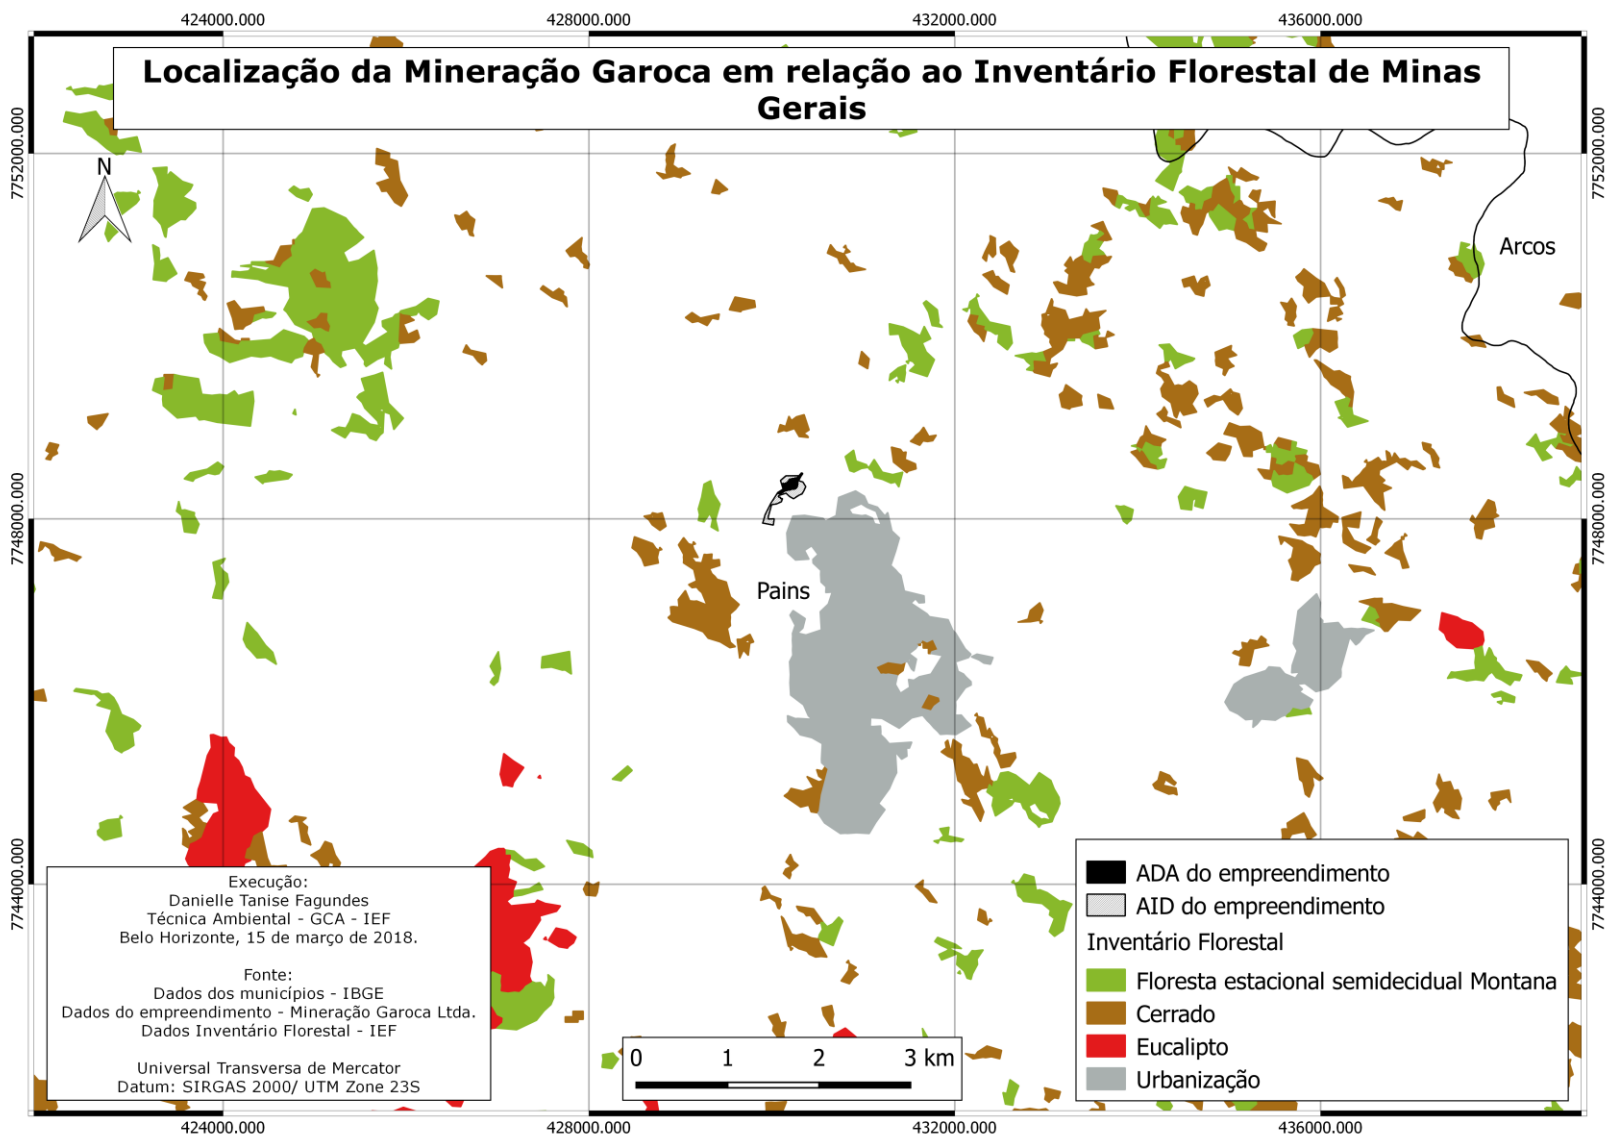 424000.000
428000.000
432000.000
436000.000
Localização da Mineração Garoca em relação ao Inventário Florestal de Minas
Gerais
7752000.000
7752000.000
N
Arcos
7748000.000
7748000.000
Pains
7744000.000
7744000.000
Execução:
Danielle Tanise Fagundes
Técnica Ambiental - GCA - IEF
Belo Horizonte, 15 de março de 2018.
Fonte:
Dados dos municípios - IBGE
Dados do empreendimento - Mineração Garoca Ltda.
Dados Inventário Florestal - IEF
Universal Transversa de Mercator
Datum: SIRGAS 2000/ UTM Zone 23S
0 1 2 3 km
ADA do empreendimento
AID do empreendimento
Inventário Florestal
Floresta estacional semidecidual Montana
Cerrado
Eucalipto
Urbanização
424000.000
428000.000
432000.000
436000.000